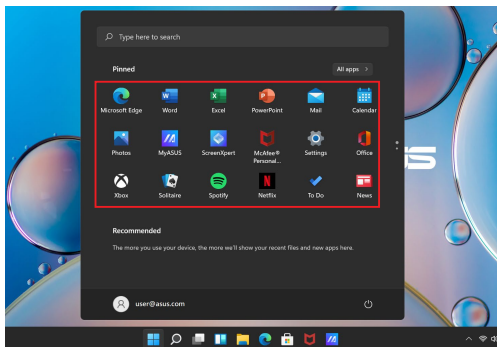 Type here to search
Pinned
All apps >
Microsoft Edge
Word
Excel
PowerPoint
Mail
Calendar
Photos
MyASUS
ScreenXpert
McAfee®
Personal...
Settings
Office
Xbox
Solitaire
Spotify
Netflix
To Do
News
Recommended
The more you use your device, the more we'll show your recent files and new apps here.
user@asus.com